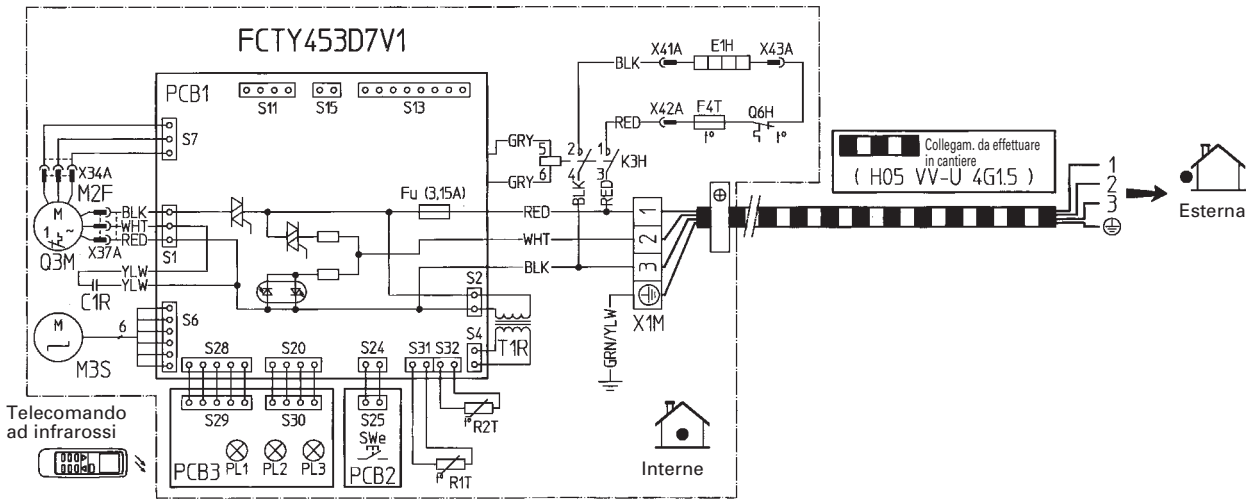 FCTY453D7V1
PCB1
S11
S15
S13
S7
X34A
M2F
M
1 ~
Q3M
X37A
BLK
WHT
RED
S1
YLW
YLW
C1R
M
M3S
6
S6
Fu (3,15A)
S2
S4
T1R
S28
S20
S24
S31
S32
S29
S30
S25
SWe
PL1
PL2
PL3
PCB3
PCB2
t°
R2T
t°
R1T
GRY
GRY
5
6
2
4
1
3
K3H
BLK
RED
BLK
X41A
E1H
X43A
RED
X42A
F4T
t°
Q6H
t°
RED
WHT
BLK
GRN/YLW
1
2
3
X1M
Collegam. da effettuare
in cantiere
( H05 VV-U 4G1.5 )
1
2
3
Esterna
Interne
Telecomando
ad infrarossi